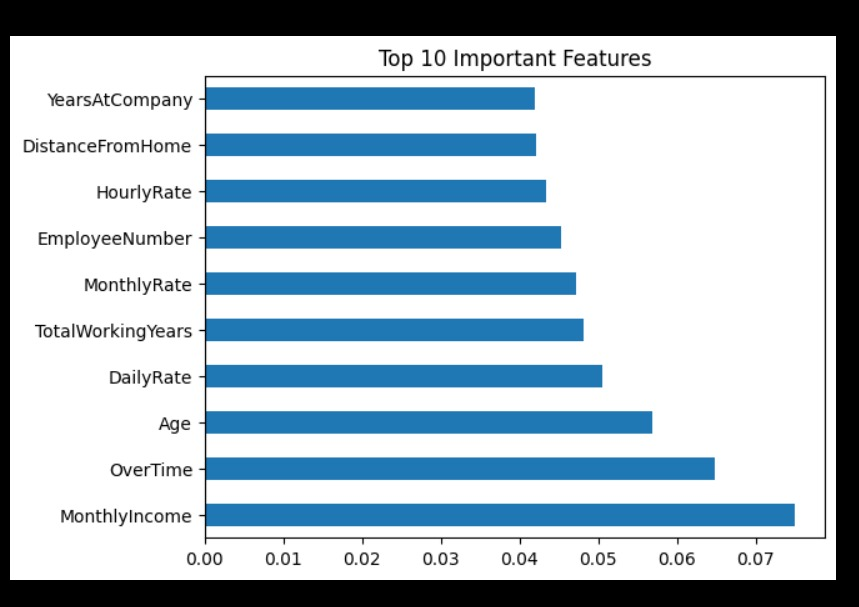 Top 10 Important Features
YearsAtCompany
DistanceFromHome
HourlyRate
EmployeeNumber
MonthlyRate
TotalWorkingYears
DailyRate
Age
OverTime
MonthlyIncome
0.00 0.01 0.02 0.03 0.04 0.05 0.06 0.07